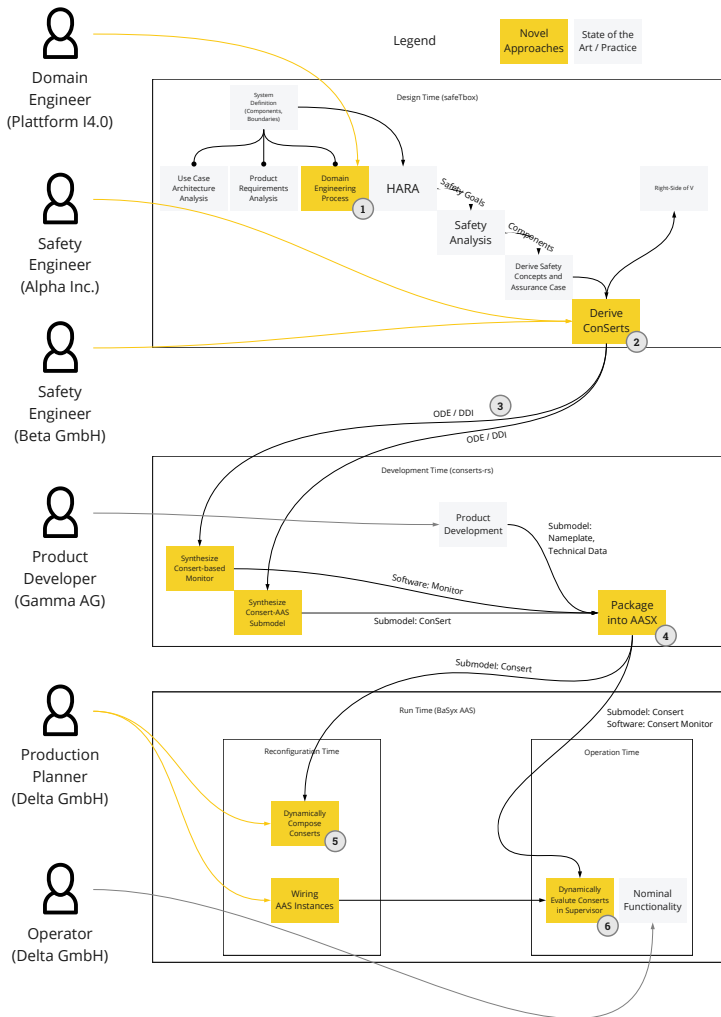 Legend
Novel
Approaches
State of the
Art / Practice
Domain
Engineer
(Plattform I4.0)
Design Time (safeTbox)
System
Definition
(Components,
Boundaries)
Use Case
Architecture
Analysis
Product
Requirements
Analysis
Domain
Engineering
Process
1
HARA
Safety Goals
Safety
Analysis
Components
Derive Safety
Concepts and
Assurance Case
Right-Side of V
Derive
ConSerts
2
Safety
Engineer
(Alpha Inc.)
Safety
Engineer
(Beta GmbH)
3
ODE / DDI
ODE / DDI
Development Time (conserts-rs)
Product
Developer
(Gamma AG)
Product
Development
Submodel:
Nameplate,
Technical Data
Synthesize
Consert-based
Monitor
Software: Monitor
Synthesize
Consert-AAS
Submodel
Submodel: ConSert
Package
into AASX
4
Submodel: Consert
Submodel: Consert
Software: Consert Monitor
Run Time (BaSyx AAS)
Production
Planner
(Delta GmbH)
Reconfiguration Time
Operation Time
Dynamically
Compose
Conserts
5
Wiring
AAS Instances
Dynamically
Evalute Conserts
in Supervisor
6
Nominal
Functionality
Operator
(Delta GmbH)